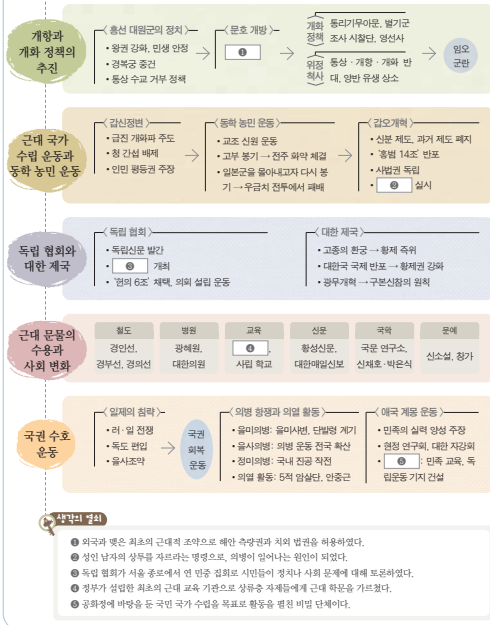 개항과
개화 정책의
추진
흥선 대원군의 정치
• 왕권 강화, 민생 안정
• 경복궁 중건
• 통상 수교 거부 정책
문호 개방
❶
개화
정책
통리기무아문, 별기군
조사 시찰단, 영선사
위정
척사
통상·개항·개화 반
대, 양반 유생 상소
임오
군란
근대 국가
수립 운동과
동학 농민 운동
갑신정변
• 급진 개화파 주도
• 청 간섭 배제
• 인민 평등권 주장
동학 농민 운동
• 교조 신원 운동
• 고부 봉기 → 전주 화약 체결
• 일본군을 몰아내고자 다시 봉
기 → 우금치 전투에서 패배
갑오개혁
• 신분 제도, 과거 제도 폐지
• '홍범 14조' 반포
• 사법권 독립
• ❷ 실시
독립 협회와
대한 제국
독립 협회
• 독립신문 발간
• ❸ 개최
• '헌의 6조' 채택, 의회 설립 운동
대한 제국
• 고종의 환궁 → 황제 즉위
• 대한국 국제 반포 → 황제권 강화
• 광무개혁 → 구본신참의 원칙
근대 문물의
수용과
사회 변화
철도
경인선,
경부선, 경의선
병원
광혜원,
대한의원
교육
❹ ,
사립 학교
신문
황성신문,
대한매일신보
국학
국문 연구소,
신채호·박은식
문예
신소설, 창가
국권 수호
운동
일제의 침략
• 러·일 전쟁
• 독도 편입
• 을사조약
국권
회복
운동
의병 항쟁과 의열 활동
• 을미의병: 을미사변, 단발령 계기
• 을사의병: 의병 운동 전국 확산
• 정미의병: 국내 진공 작전
• 의열 활동: 5적 암살단, 안중근
애국 계몽 운동
• 민족의 실력 양성 주장
• 헌정 연구회, 대한 자강회
• ❺ : 민족 교육, 독
립운동 기지 건설
생각의 열쇠
❶ 외국과 맺은 최초의 근대적 조약으로 해안 측량권과 치외 법권을 허용하였다.
❷ 성인 남자의 상투를 자르라는 명령으로, 의병이 일어나는 원인이 되었다.
❸ 독립 협회가 서울 종로에서 연 민중 집회로 시민들이 정치나 사회 문제에 대해 토론하였다.
❹ 정부가 설립한 최초의 근대 교육 기관으로 상류층 자제들에게 근대 학문을 가르쳤다.
❺ 공화정에 바탕을 둔 국민 국가 수립을 목표로 활동을 펼친 비밀 단체이다.